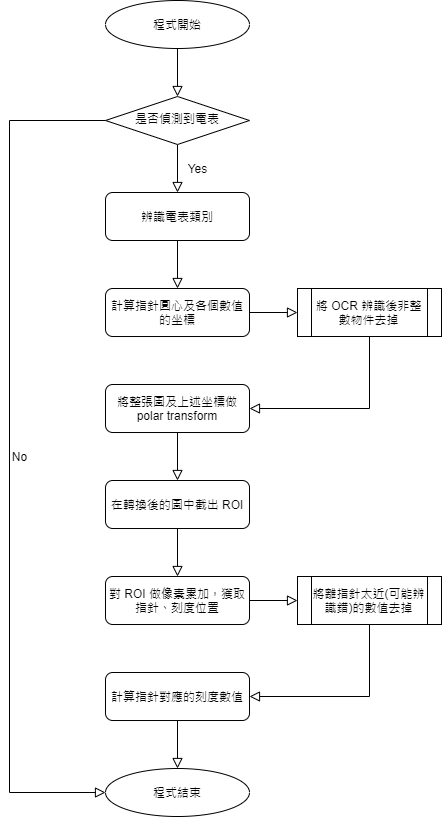 程式開始
是否偵測到電表
Yes
辨識電表類別
計算指針圓心及各個數值
的坐標
將 OCR 辨識後非整
數物件去掉
將整張圖及上述坐標做
polar transform
No
在轉換後的圖中截出 ROI
對 ROI 做像素累加，獲取
指針、刻度位置
將離指針太近(可能辨
識錯)的數值去掉
計算指針對應的刻度數值
程式結束